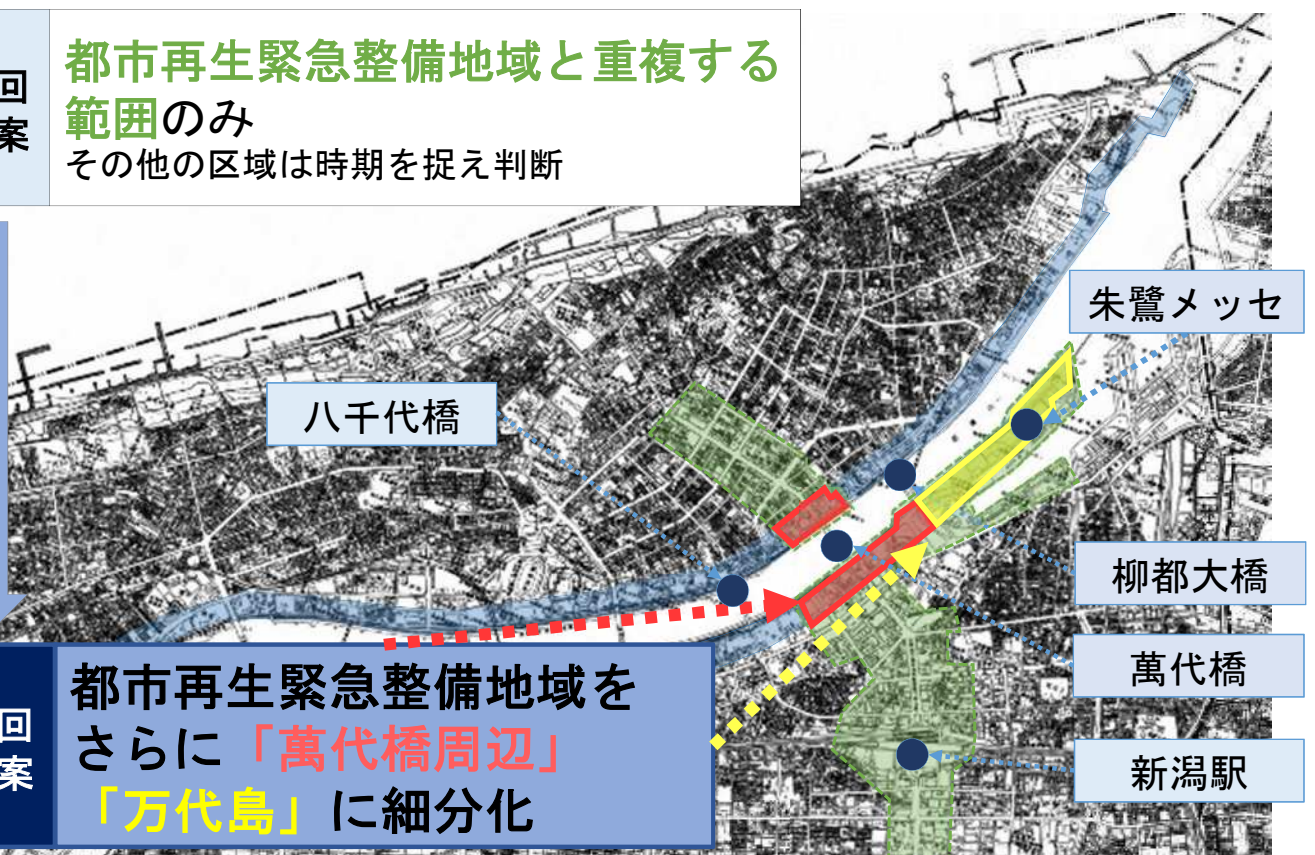 回
案
都市再生緊急整備地域と重複する
範囲のみ
その他の区域は時期を捉え判断
朱鷺メッセ
八千代橋
柳都大橋
萬代橋
新潟駅
回
案
都市再生緊急整備地域を
さらに「萬代橋周辺」
「万代島」に細分化